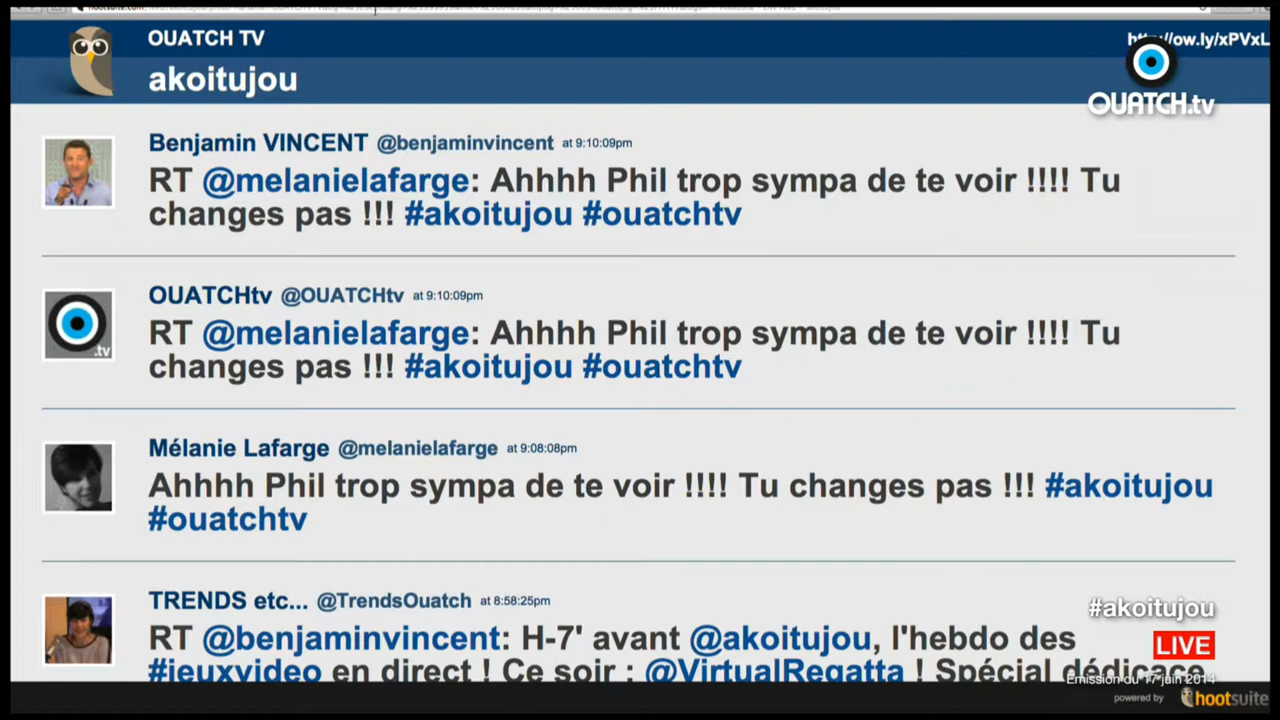 OUATCH TV
http://ow.ly/xPVxL
akoitujou
OUATCH.tv
Benjamin VINCENT @benjaminvincent at 9:10:09pm
RT @melanielafarge: Ahhhh Phil trop sympa de te voir !!!! Tu
changes pas !!! #akoitujou #ouatchtv
OUATCHtv @OUATCHtv at 9:10:09pm
RT @melanielafarge: Ahhhh Phil trop sympa de te voir !!!! Tu
changes pas !!! #akoitujou #ouatchtv
.tv
Mélanie Lafarge @melanielafarge at 9:08:08pm
Ahhhh Phil trop sympa de te voir !!!! Tu changes pas !!! #akoitujou
#ouatchtv
TRENDS etc... @TrendsOuatch at 8:58:25pm
#akoitujou
RT @benjaminvincent: H-7' avant @akoitujou, l'hebdo des
LIVE
#jeuxvideo en direct ! Ce soir : @VirtualRegatta ! Spécial dédicace
Emission du 17 juin 2014
powered by hootsuite